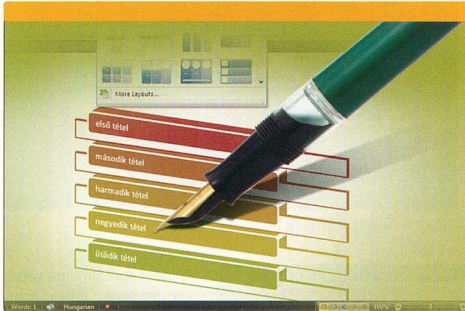 More Layouts...
első tétel
második tétel
harmadik tétel
negyedik tétel
ötödik tétel
Words: 1 Hungarian 100%